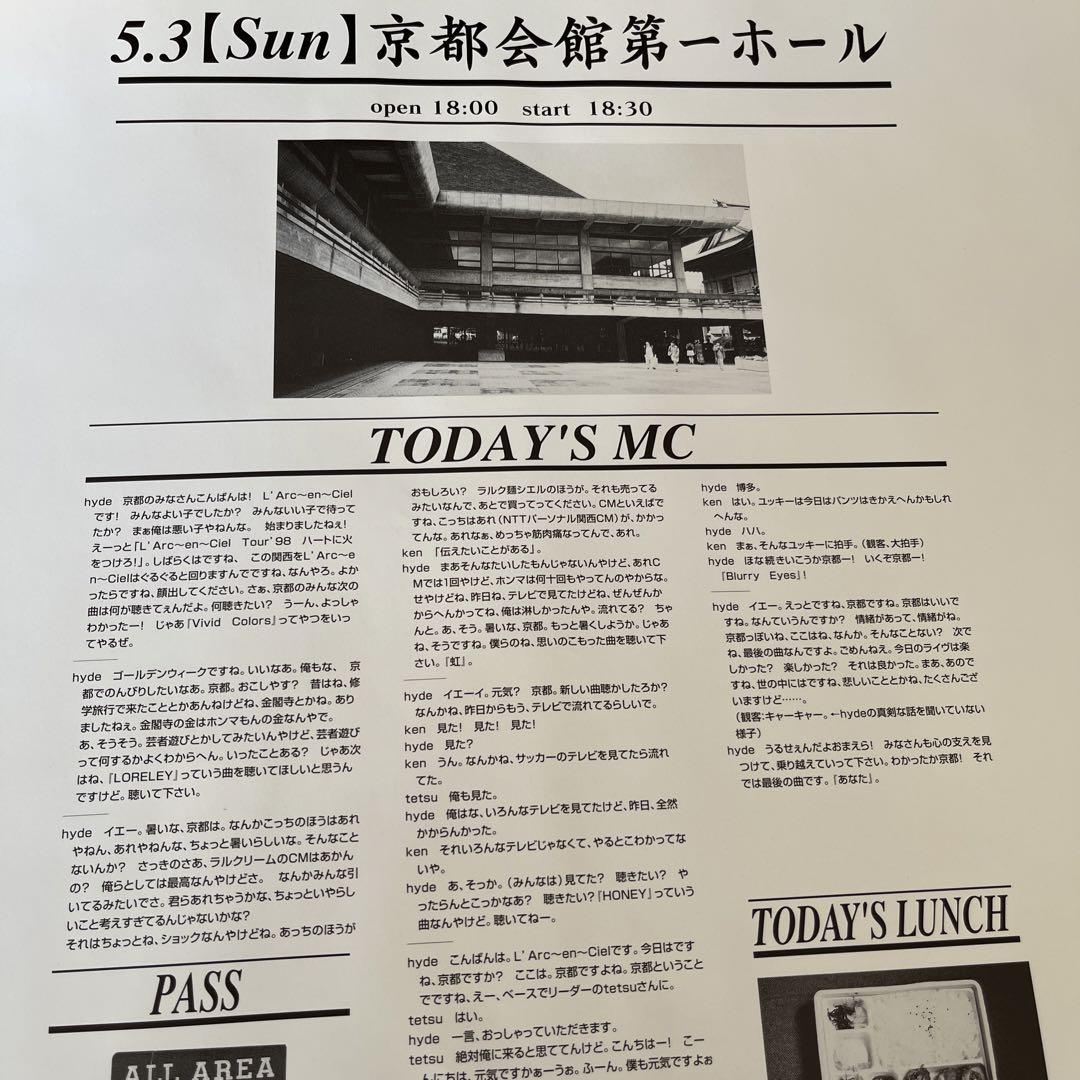 5.3【Sun】京都会館第一ホール
open 18:00 start 18:30
TODAY'S MC
hyde 京都のみなさんこんばんは! L'Arc〜en〜Ciel
です! みんなよい子でしたか? みんないい子で待って
たか? まぁ俺は悪い子やねんな。 始まりましたねぇ!
えーっと「L'Arc〜en〜Ciel Tour'98 ハートに火
をつけろ!」。しばらくはですね、 この関西をL'Arc〜e
n〜Cielはぐるぐると回りますんでですね、なんやろ。よか
ったらですね、顔出してください。さぁ、京都のみんな次の
曲は何が聴きてぇんだよ。何聴きたい? うーん、よっしゃ
わかったー! じゃあ『Vivid Colors』ってやつをいっ
てやるぜ。
hyde ゴールデンウィークですね。いいなあ。俺もな、 京
都でのんびりしたいなあ。京都。おこしやす? 昔はね、修
学旅行で来たこととかあんねけどね、金閣寺とかね。あり
ましたねぇ。金閣寺の金はホンマもんの金なんやで。
あ、そうそう。芸者遊びとかしてみたいんやけど、芸者遊び
って何するかよくわからへん。いったことある? じゃあ次
はね、『LORELEY』っていう曲を聴いてほしいと思うん
ですけど。聴いて下さい。
hyde イエー。暑いな、京都は。なんかこっちのほうはあれ
やねん、あれやねんな、ちょっと暑いらしいな。そんなこと
ないんか? さっきのさあ、ラルクリームのCMはあかん
の? 俺らとしては最高なんやけどさ。 なんかみんな引
いてるみたいでさ。君らあれちゃうかな、ちょっといやらし
いこと考えすぎてるんじゃないかな?
それはちょっとね、ショックなんやけどね。あっちのほうが
おもしろい? ラルク麺シエルのほうが。それも売ってる
みたいなんで、あとで買ってってください。CMといえばで
すね、こっちはあれ(NTTパーソナル関西CM)が、かかっ
てんな。あれなぁ、めっちゃ筋肉痛なってんで、あれ。
ken 「伝えたいことがある」。
hyde まあそんなたいしたもんじゃないんやけど、あれC
Mでは1回やけど、ホンマは何十回もやってんのやからな。
せやけどね、昨日ね、テレビで見てたけどね、ぜんぜんか
からへんかってね、俺は淋しかったんや。流れてる? ちゃ
んと。あ、そう。暑いな、京都。もっと暑くしようか。じゃあ
ね、そうですね。僕らのね、思いのこもった曲を聴いて下
さい。『虹』。
hyde イエーイ。元気? 京都。新しい曲聴かしたろか?
なんかね、昨日からもう、テレビで流れてるらしいで。
ken 見た! 見た! 見た!
hyde 見た?
ken うん。なんかね、サッカーのテレビを見てたら流れ
てた。
tetsu 俺も見た。
hyde 俺はな、いろんなテレビを見てたけど、昨日、全然
かからんかった。
ken それいろんなテレビじゃなくて、やるとこわかってな
いや。
hyde あ、そっか。(みんなは)見てた? 聴きたい? や
ったらんとこっかなあ? 聴きたい?『HONEY』っていう
曲なんやけど。聴いてねー。
hyde こんばんは。L'Arc〜en〜Cielです。今日はです
ね、京都ですか? ここは。京都ですよね。京都ということ
でですね、えー、ベースでリーダーのtetsuさんに。
tetsu はい。
hyde 一言、おっしゃっていただきます。
tetsu 絶対俺に来ると思ててんけど。こんちはー! こー
んにちは、元気ですかぁーうぉ。ふーん。僕も元気ですよぉ
hyde 博多。
ken はい。ユッキーは今日はパンツはきかえへんかもしれ
へんな。
hyde ハハ。
ken まぁ、そんなユッキーに拍手。(観客、大拍手)
hyde ほな続きいこうか京都ー! いくぞ京都ー!
『Blurry Eyes』!
hyde イエー。えっとですね、京都ですね。京都はいいで
すね。なんていうんですか? 情緒があって、情緒がね。
京都っぽいね、ここはね、なんか。そんなことない? 次で
ね、最後の曲なんですよ。ごめんねえ。今日のライヴは楽
しかった? 楽しかった? それは良かった。まあ、あので
すね、世の中にはですね、悲しいこととかね、たくさんござ
いますけど……。
(観客:キャーキャー。←hydeの真剣な話を聞いていない
様子)
hyde うるせぇんだよおまえら! みなさんも心の支えを見
つけて、乗り越えていって下さい。わかったか京都! それ
では最後の曲です。『あなた』。
TODAY'S LUNCH
PASS
ALL AREA